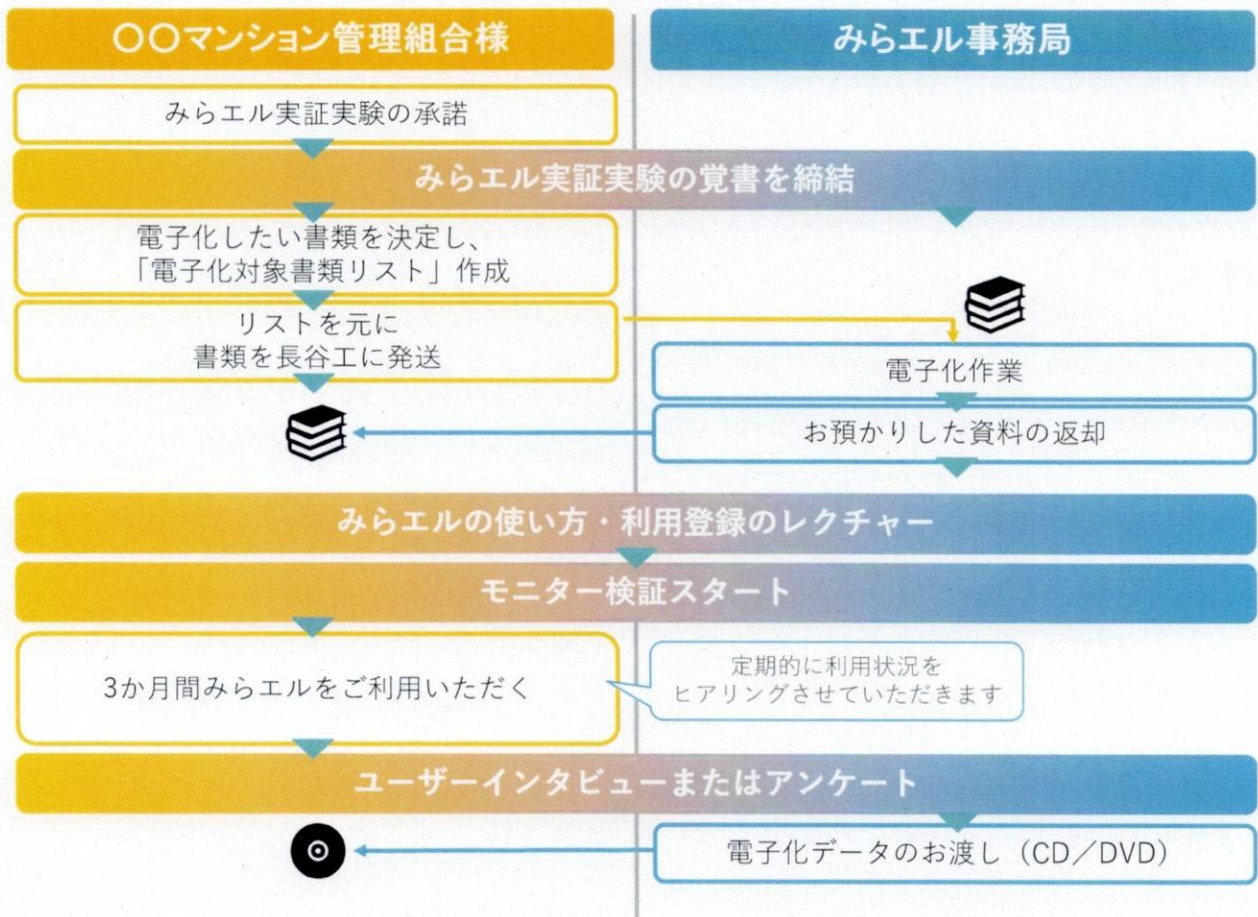 〇〇マンション管理組合様
みらエル事務局
みらエル実証実験の承諾
みらエル実証実験の覚書を締結
電子化したい書類を決定し、
「電子化対象書類リスト」作成
リストを元に
書類を長谷工に発送
電子化作業
お預かりした資料の返却
みらエルの使い方・利用登録のレクチャー
モニター検証スタート
3か月間みらエルをご利用いただく
定期的に利用状況を
ヒアリングさせていただきます
ユーザーインタビューまたはアンケート
電子化データのお渡し（CD／DVD）